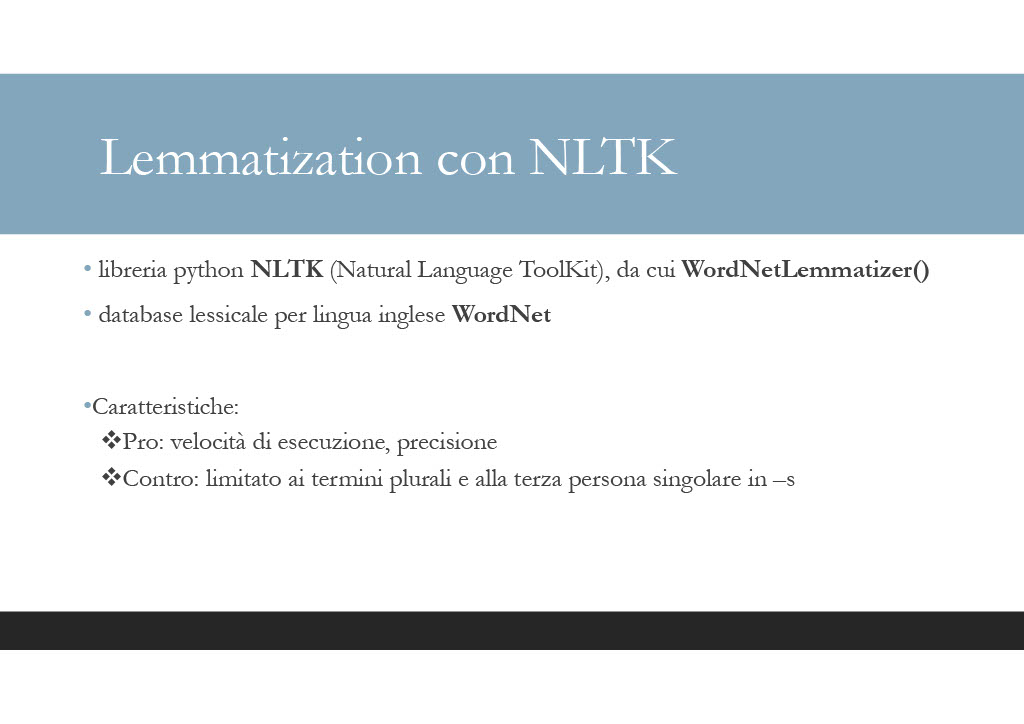 Lemmatization con NLTK
• libreria python NLTK (Natural Language ToolKit), da cui WordNetLemmatizer()
• database lessicale per lingua inglese WordNet
•Caratteristiche:
❖Pro: velocità di esecuzione, precisione
❖Contro: limitato ai termini plurali e alla terza persona singolare in –s